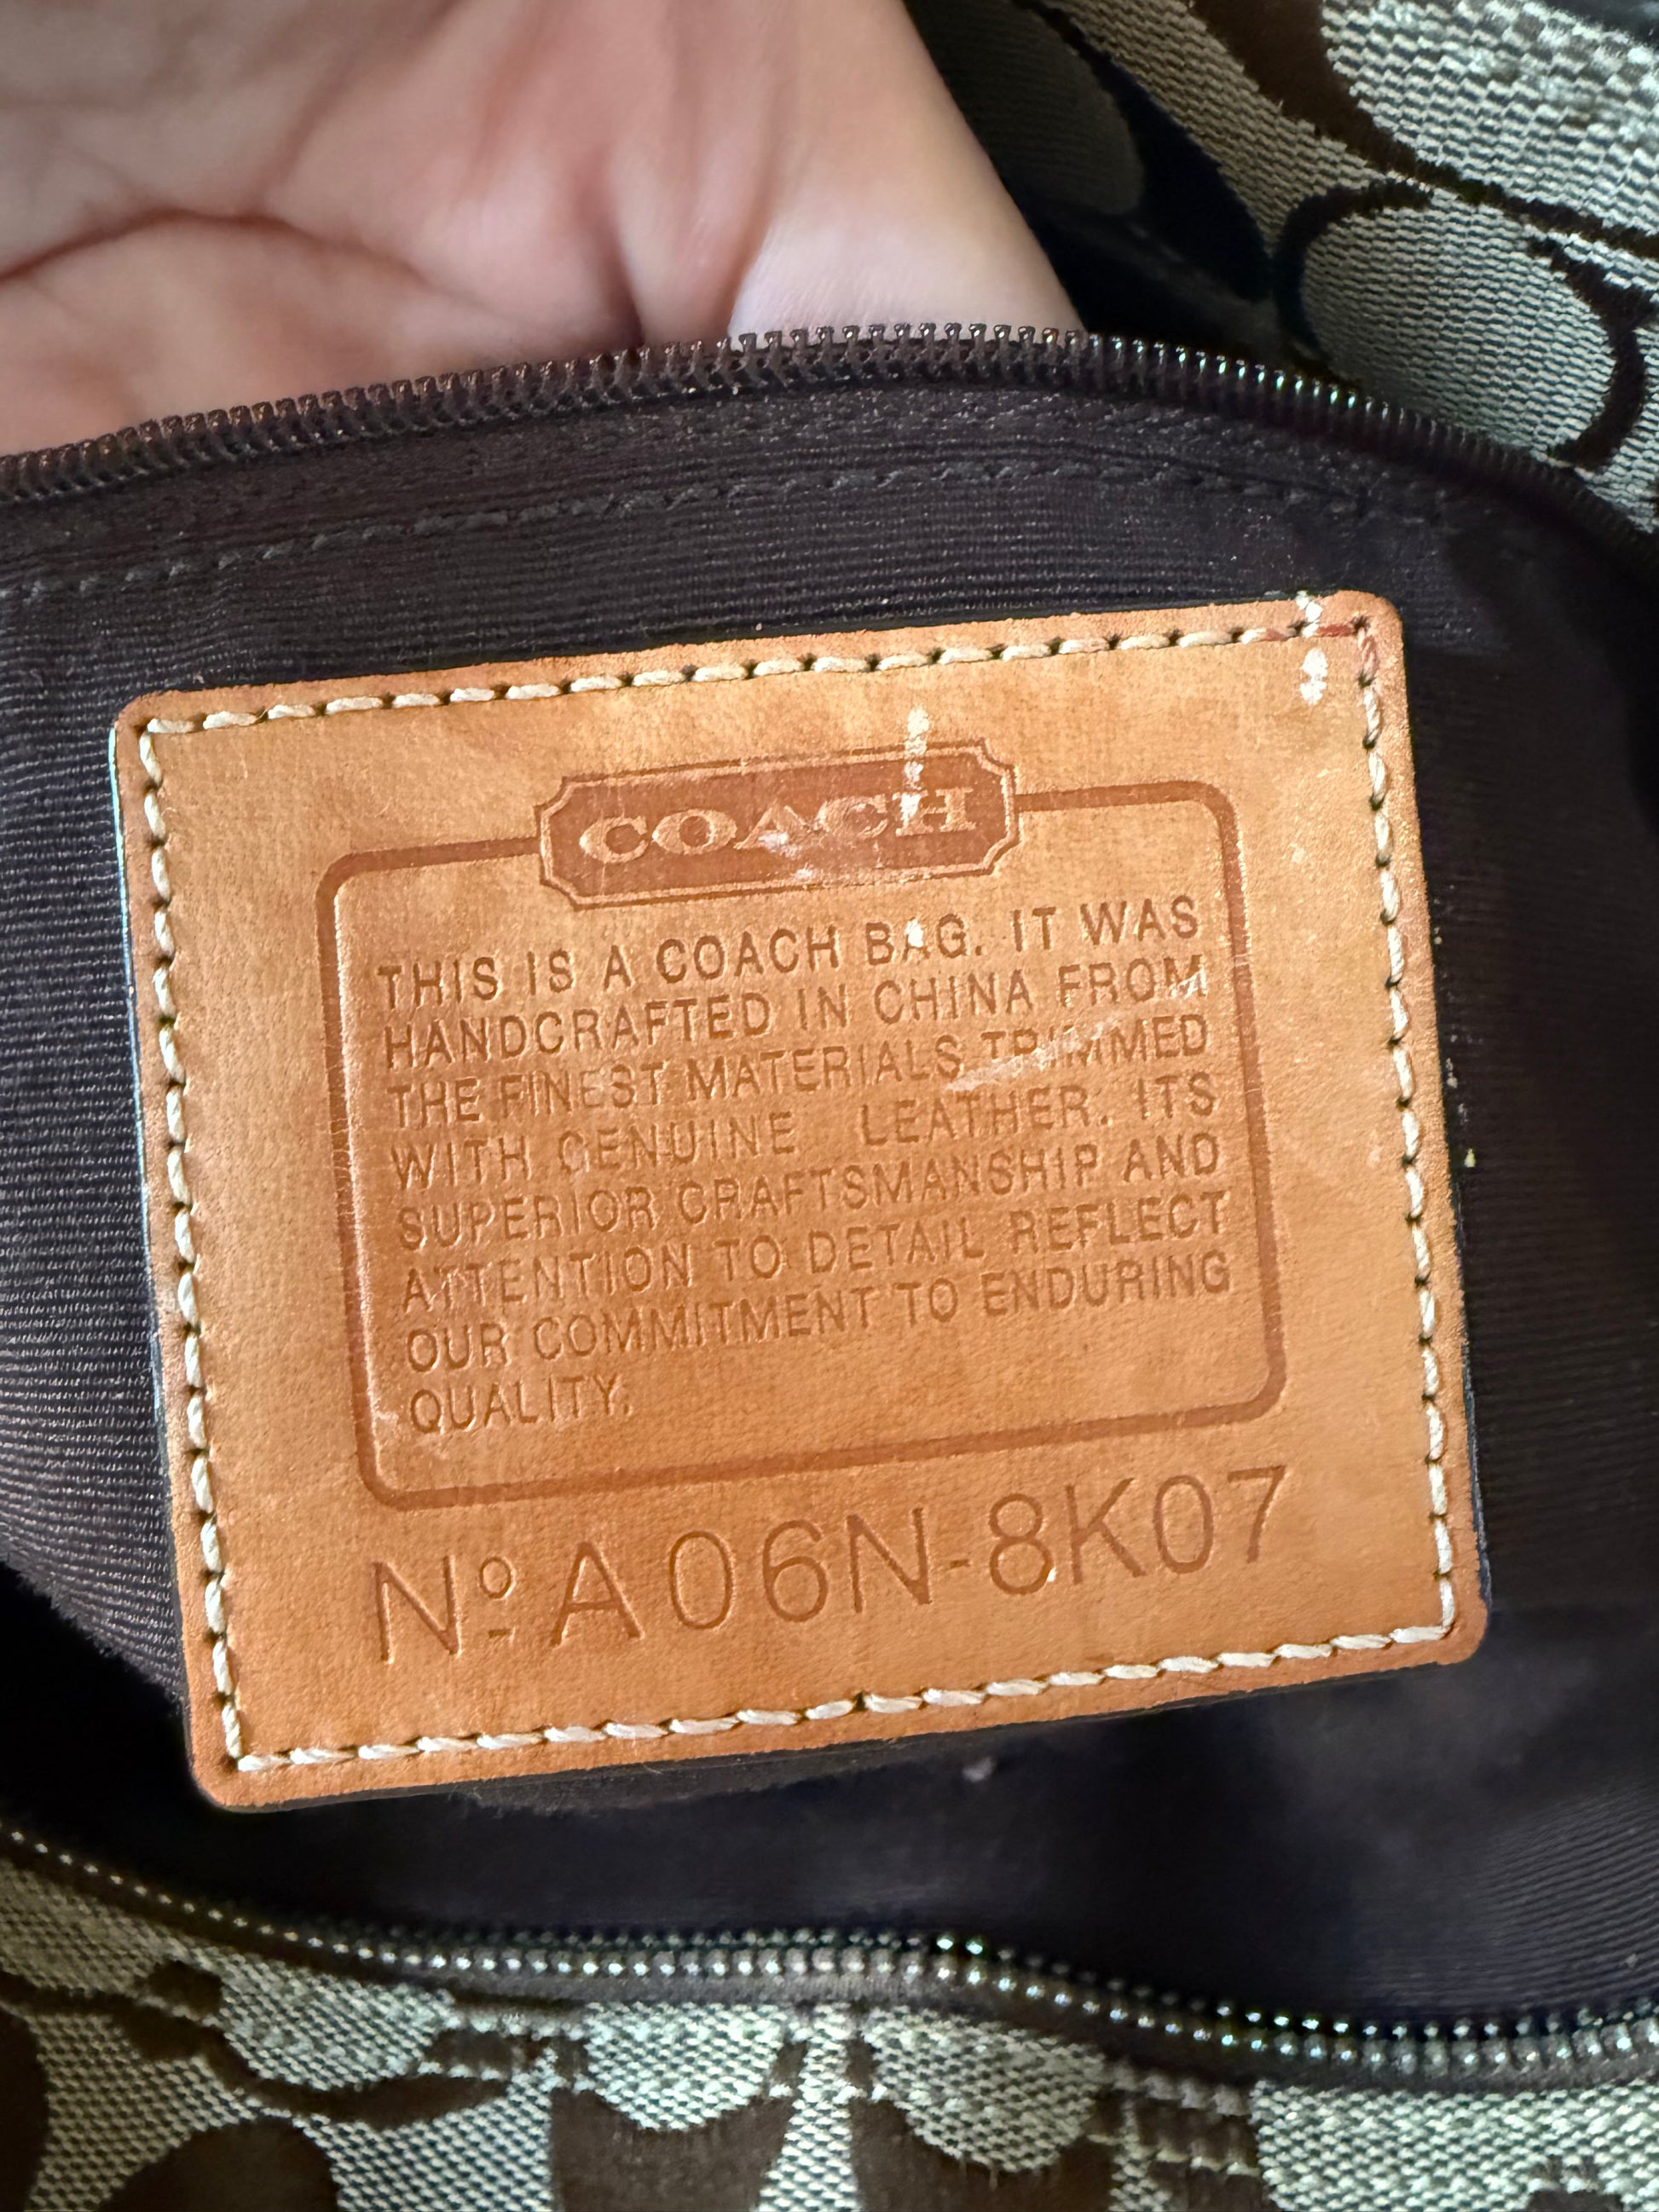 COACH
THIS IS A COACH BAG. IT WAS
HANDCRAFTED IN CHINA FROM
THE FINEST MATERIALS TRIMMED
WITH GENUINE LEATHER. ITS
SUPERIOR CRAFTSMANSHIP AND
ATTENTION TO DETAIL REFLECT
OUR COMMITMENT TO ENDURING
QUALITY.
Nº A06N-8K07